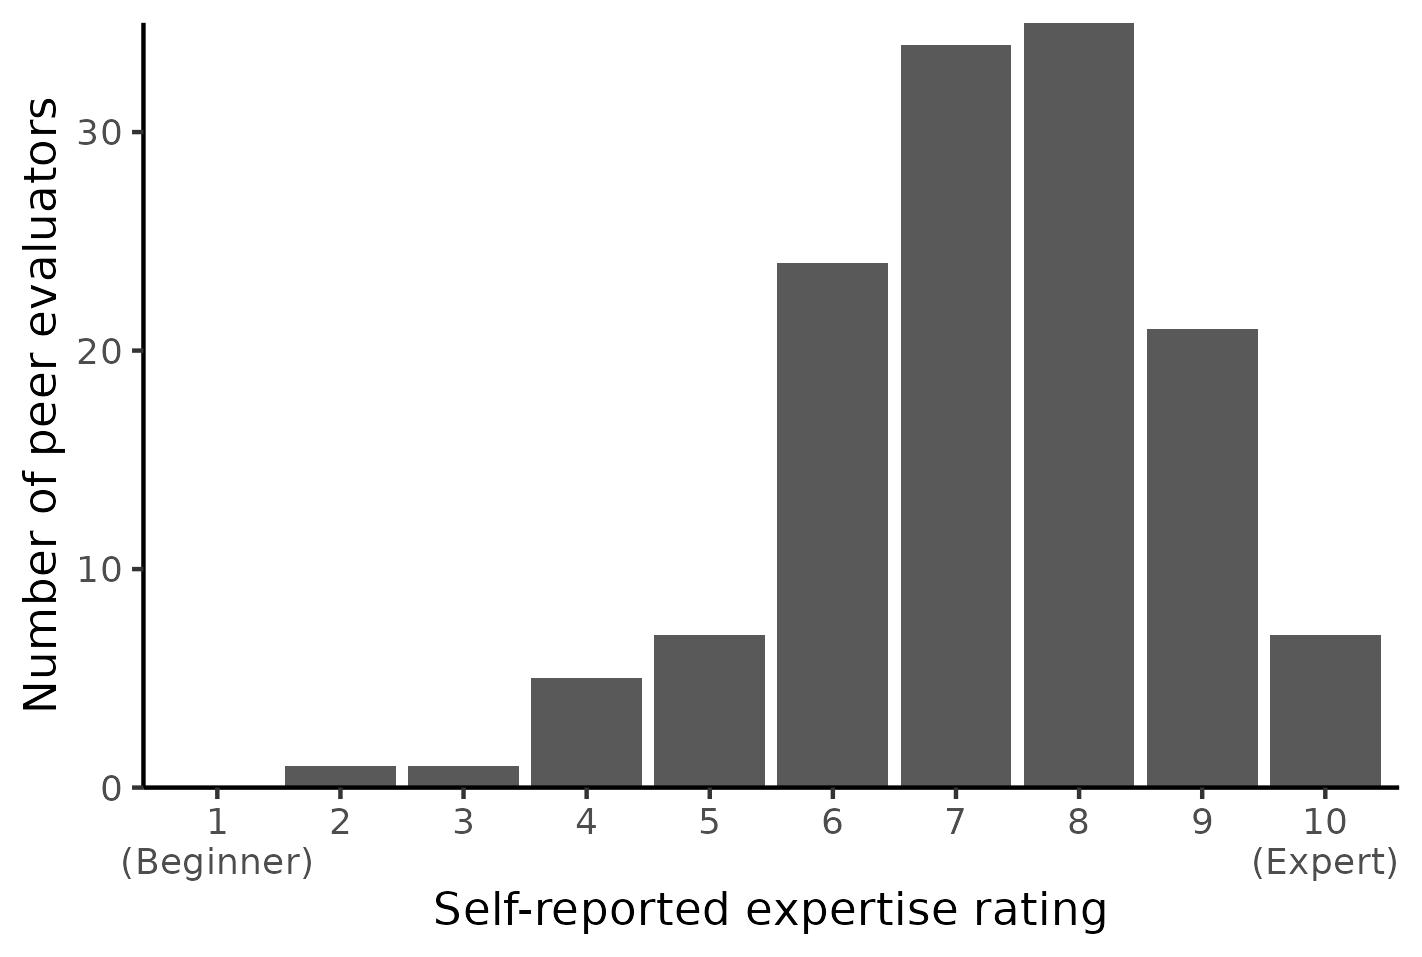 Number of peer evaluators
30
20
10
0
1 2 3 4 5 6 7 8 9 10
(Beginner) (Expert)
Self-reported expertise rating